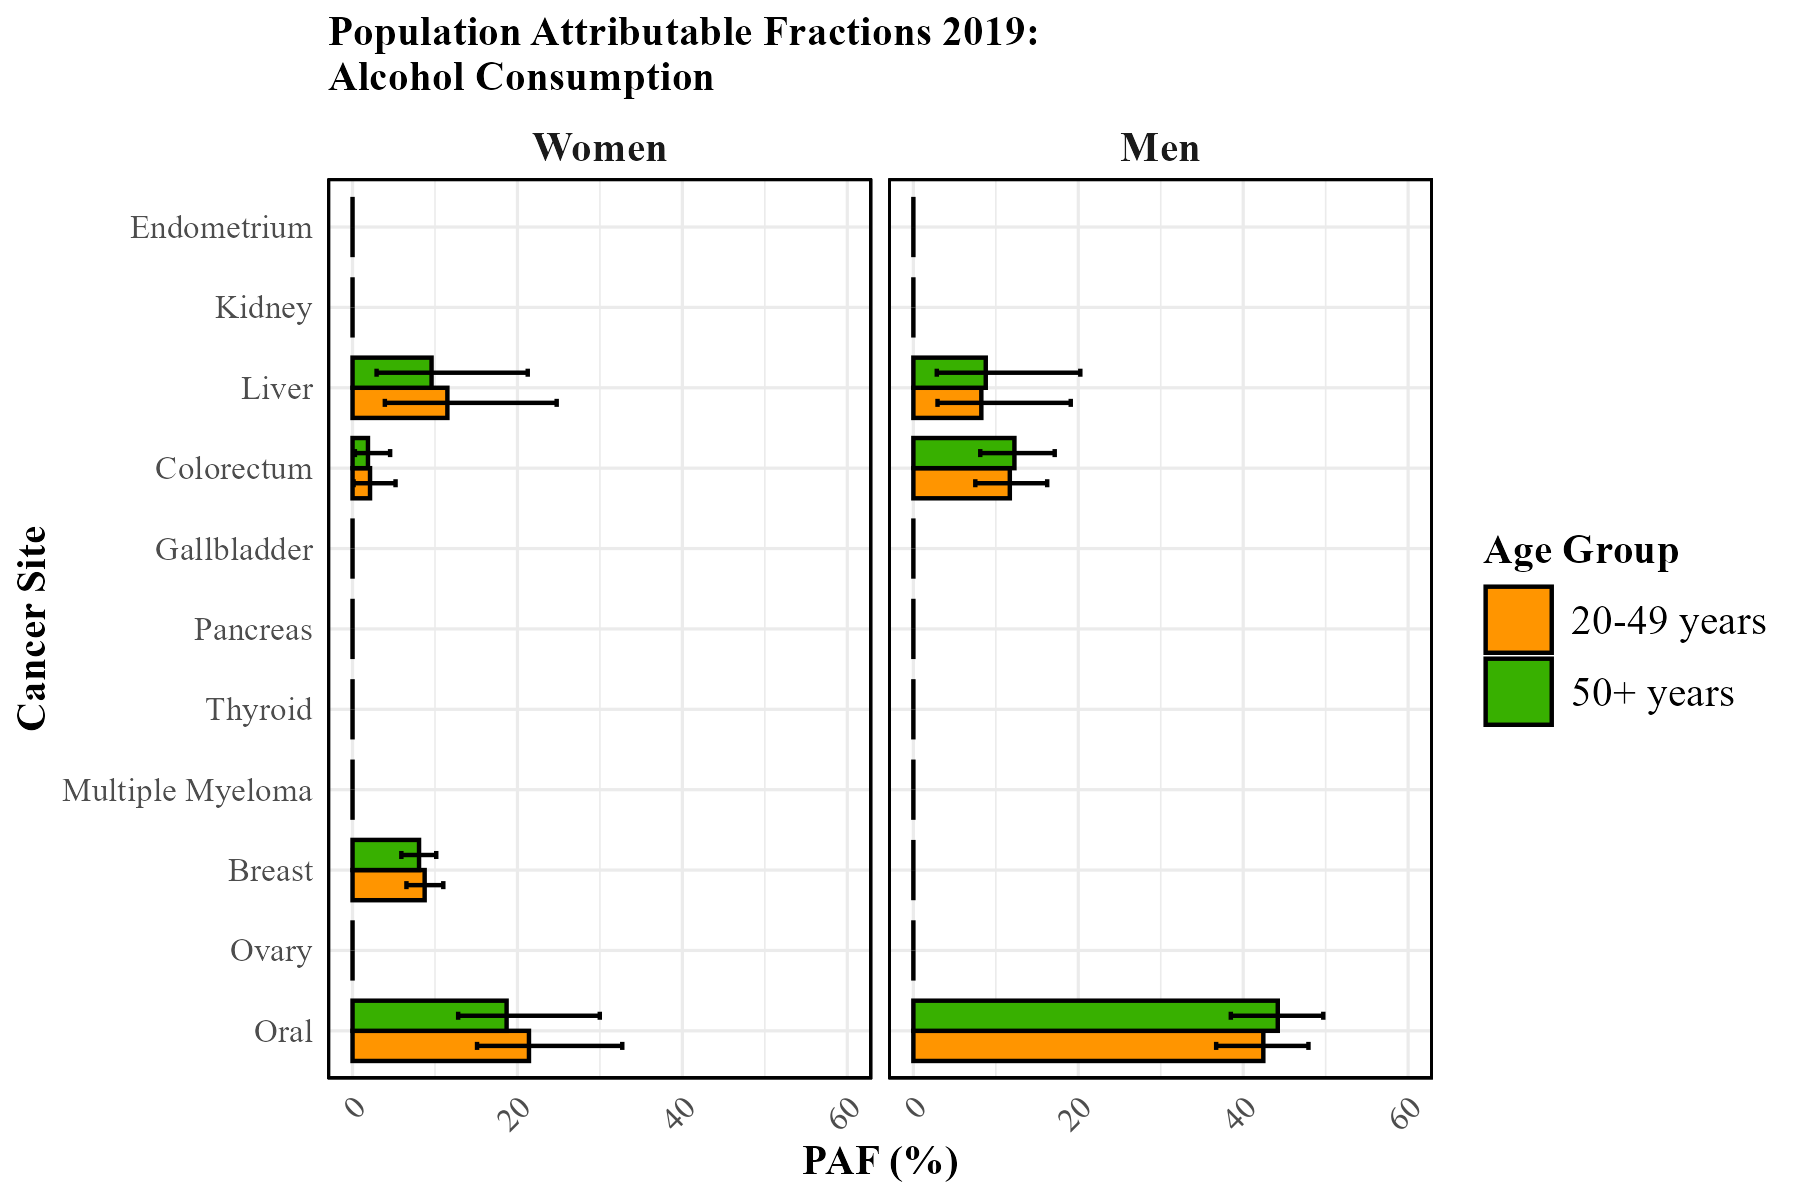 Population Attributable Fractions 2019:
Alcohol Consumption
Women
Men
Cancer Site
Endometrium
Kidney
Liver
Colorectum
Gallbladder
Pancreas
Thyroid
Multiple Myeloma
Breast
Ovary
Oral
0
20
40
60
0
20
40
60
PAF (%)
Age Group
20-49 years
50+ years